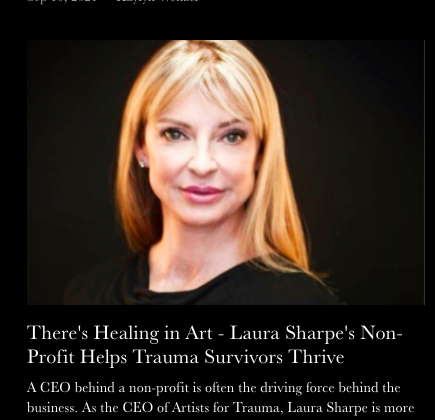 There's Healing in Art - Laura Sharpe's Non-
Profit Helps Trauma Survivors Thrive
A CEO behind a non-profit is often the driving force behind the
business. As the CEO of Artists for Trauma, Laura Sharpe is more